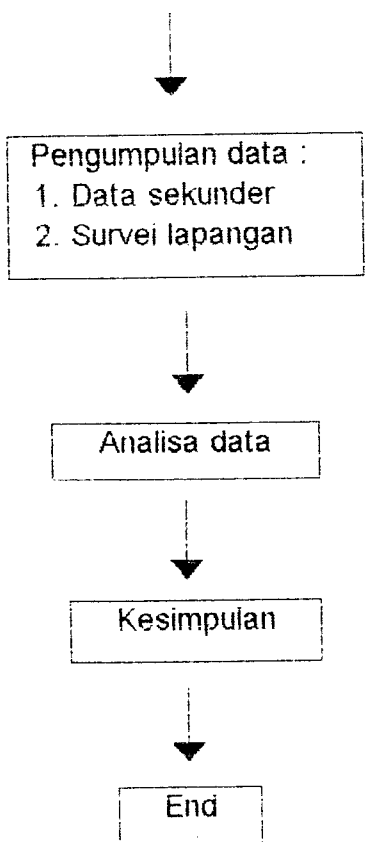 Pengumpulan data :
1. Data sekunder
2. Survei lapangan
Analisa data
Kesimpulan
End